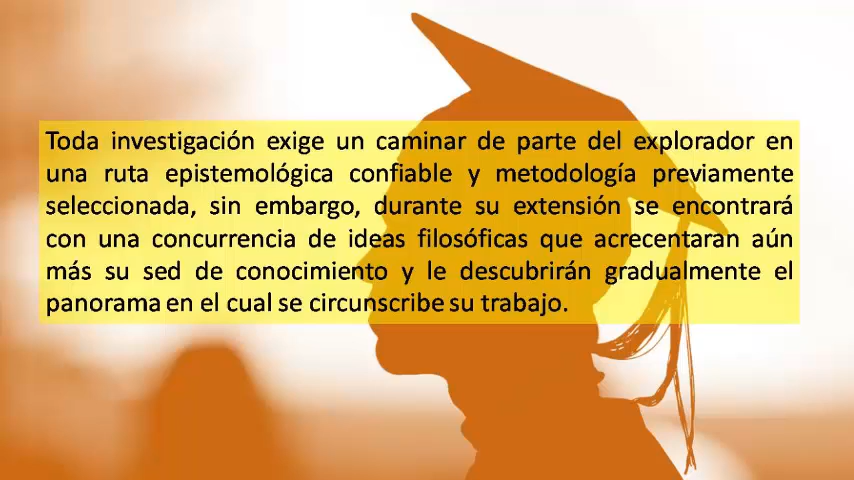 Toda investigación exige un caminar de parte del explorador en
una ruta epistemológica confiable y metodología previamente
seleccionada, sin embargo, durante su extensión se encontrará
con una concurrencia de ideas filosóficas que acrecentaran aún
más su sed de conocimiento y le descubrirán gradualmente el
panorama en el cual se circunscribe su trabajo.